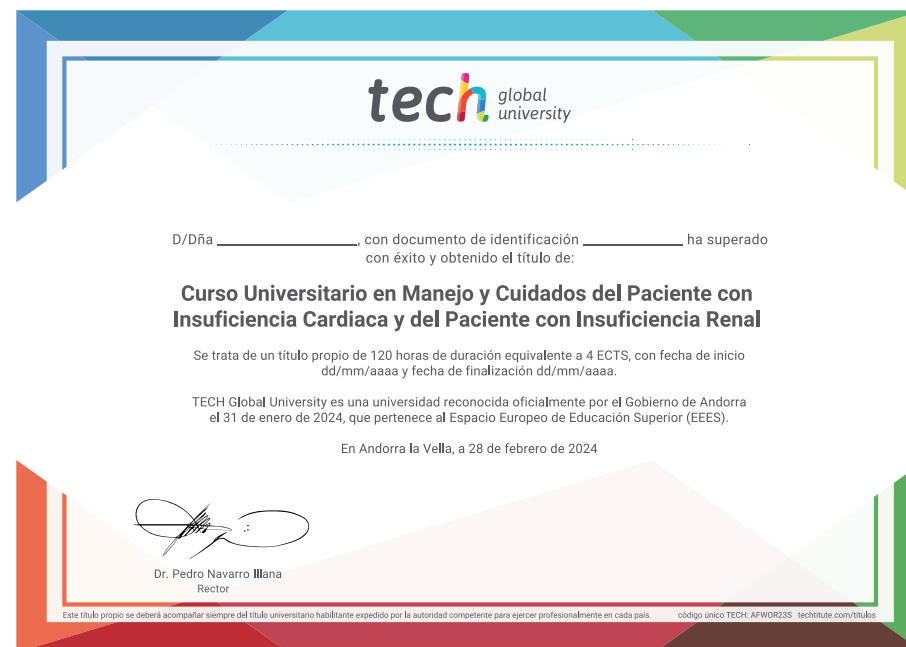 tech global university
D/Dña ____________________, con documento de identificación ______________ ha superado
con éxito y obtenido el título de:
Curso Universitario en Manejo y Cuidados del Paciente con
Insuficiencia Cardiaca y del Paciente con Insuficiencia Renal
Se trata de un título propio de 120 horas de duración equivalente a 4 ECTS, con fecha de inicio
dd/mm/aaaa y fecha de finalización dd/mm/aaaa.
TECH Global University es una universidad reconocida oficialmente por el Gobierno de Andorra
el 31 de enero de 2024, que pertenece al Espacio Europeo de Educación Superior (EEES).
En Andorra la Vella, a 28 de febrero de 2024
Dr. Pedro Navarro Illana
Rector
Este título propio se deberá acompañar siempre del título universitario habilitante expedido por la autoridad competente para ejercer profesionalmente en cada país. código único TECH: AFWOR23S techtitute.com/titulos